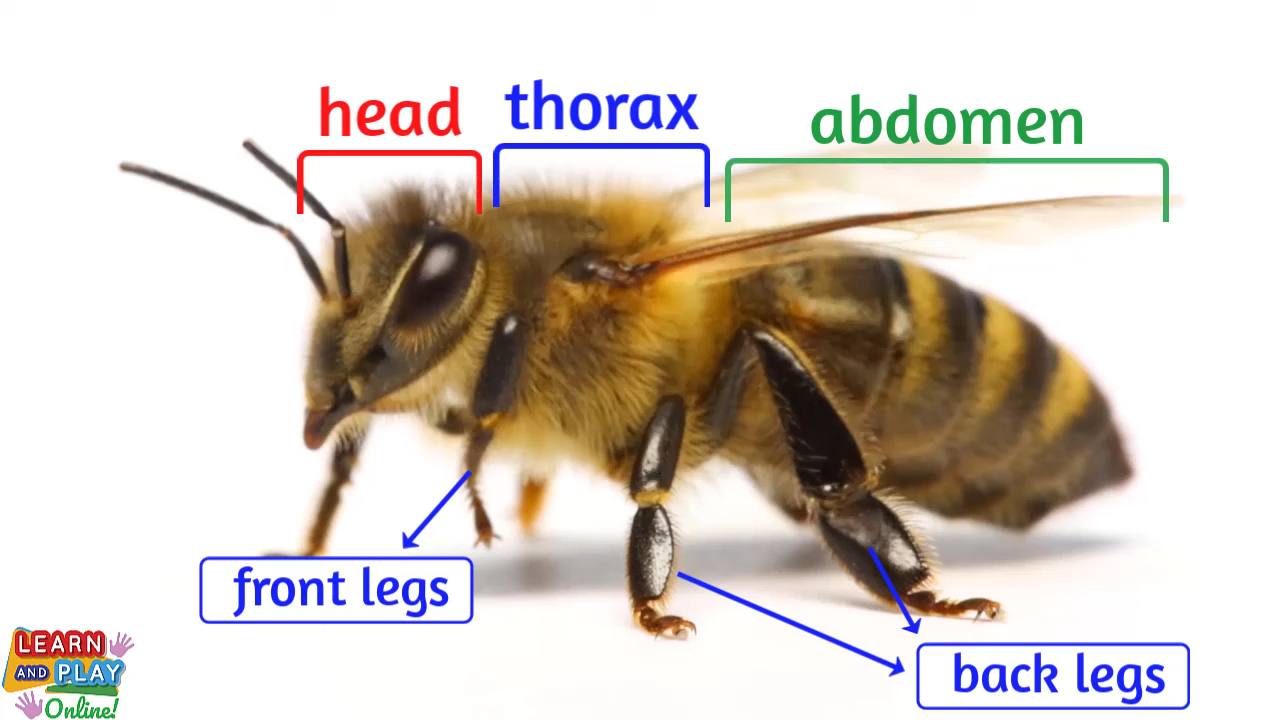 head
thorax
abdomen
front legs
back legs
LEARN
AND PLAY
Online!